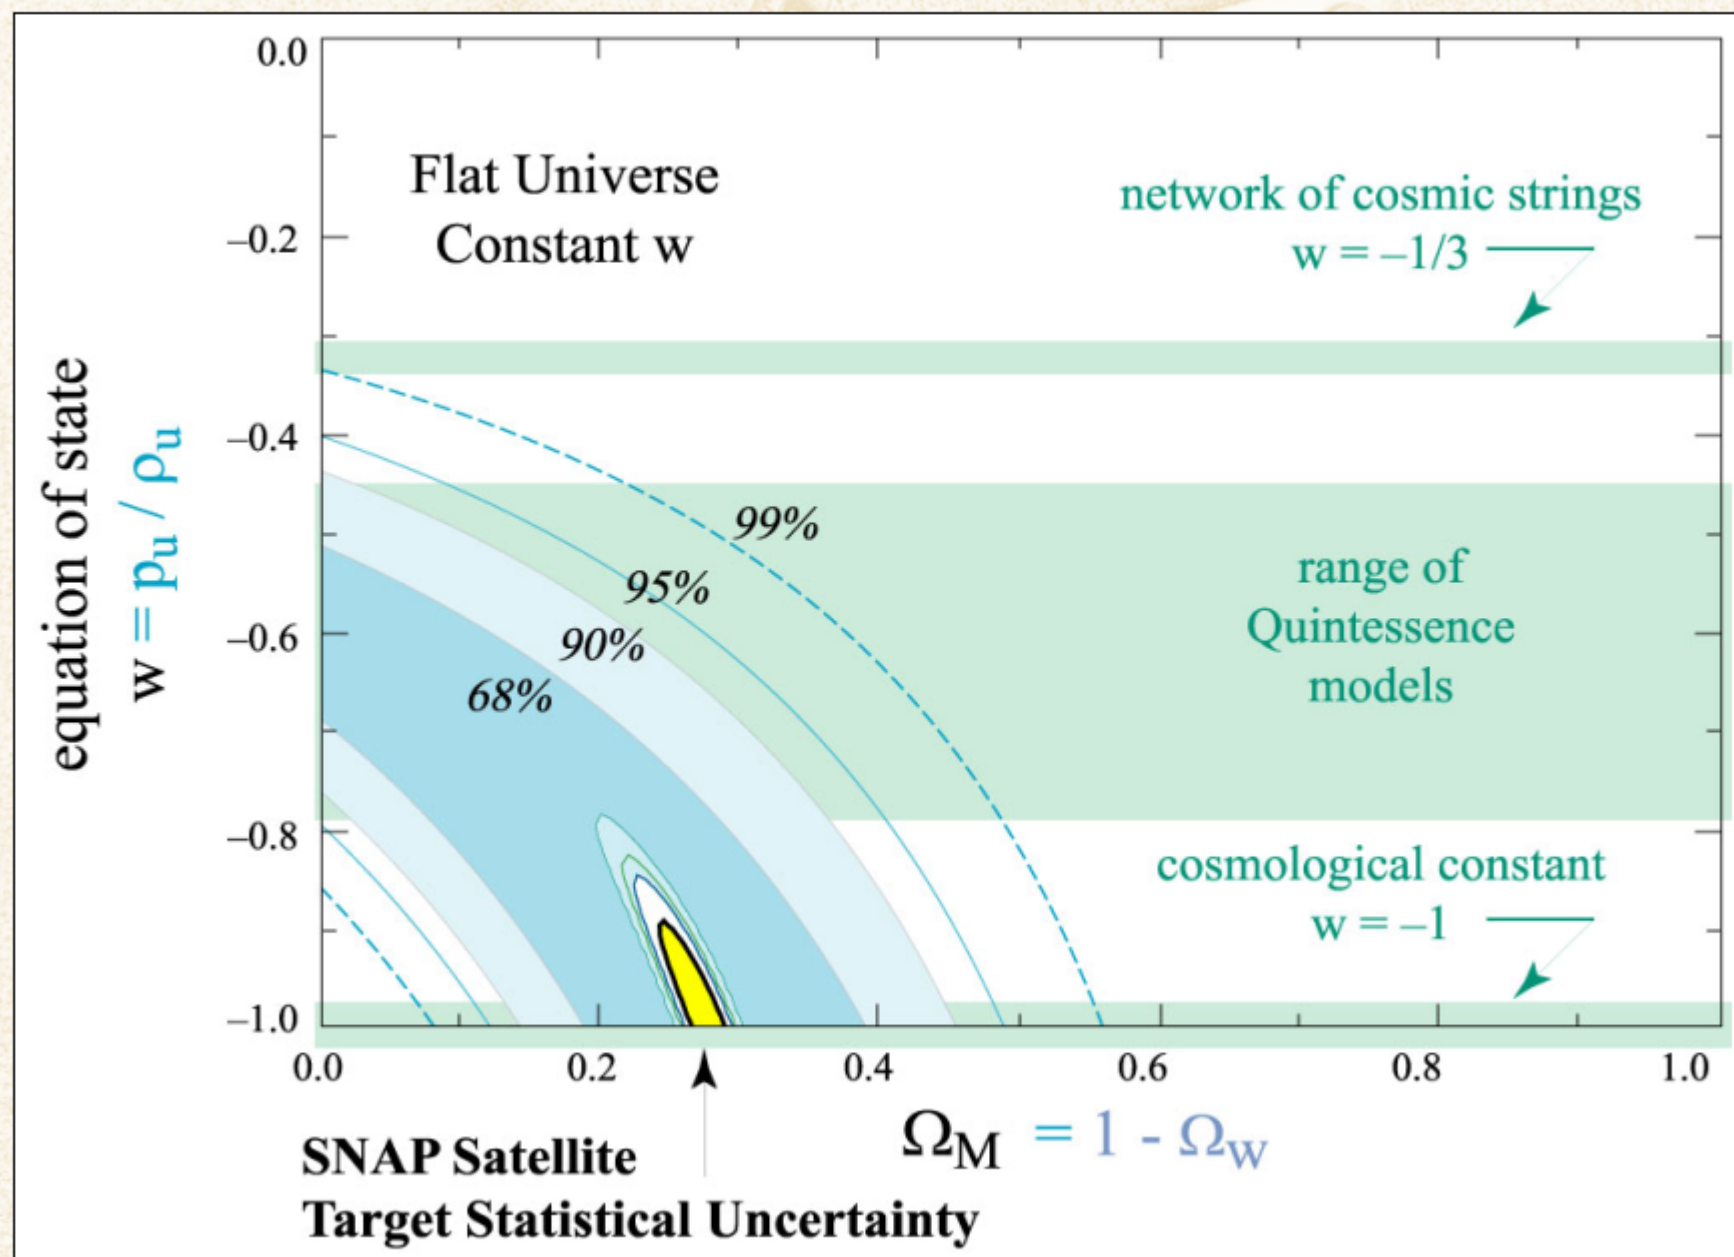 0.0
–0.2
–0.4
–0.6
–0.8
–1.0
equation of state
w = pu / ρu
Flat Universe
Constant w
network of cosmic strings
w = –1/3
99%
95%
90%
68%
range of
Quintessence
models
cosmological constant
w = –1
0.0 0.2 0.4 0.6 0.8 1.0
ΩM = 1 - Ωw
SNAP Satellite
Target Statistical Uncertainty